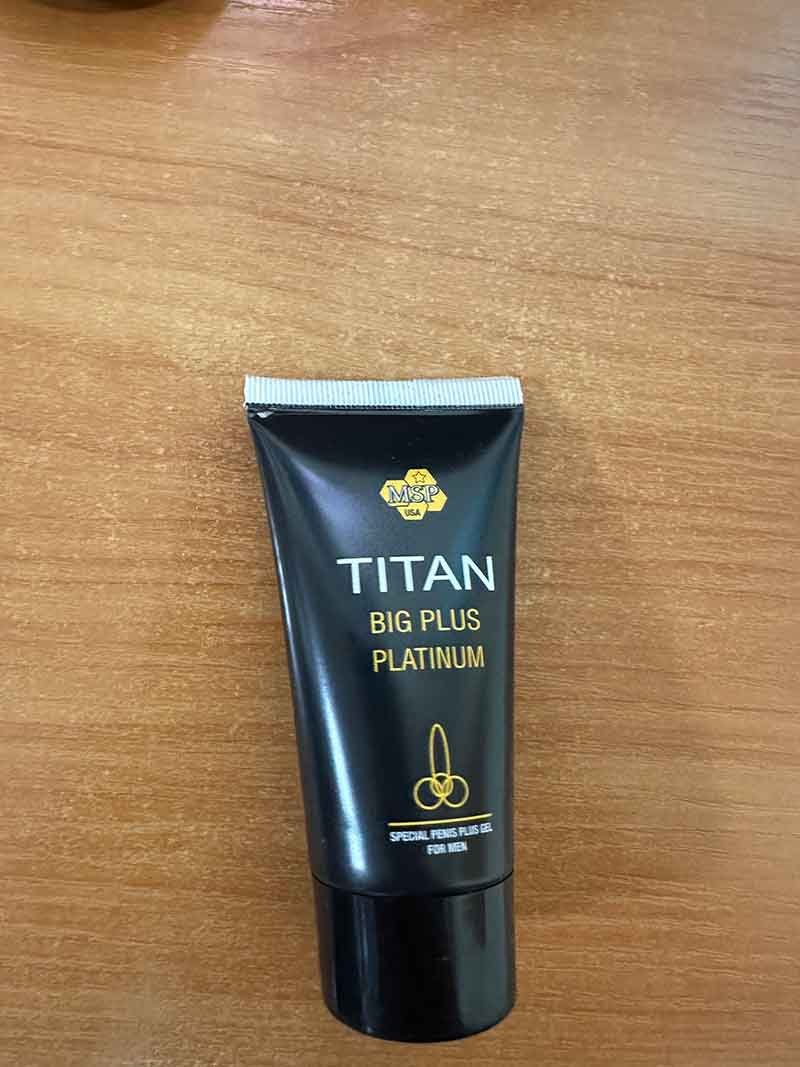 MSP
USA
TITAN
BIG PLUS
PLATINUM
SPECIAL PENIS PLUS GEL
FOR MEN